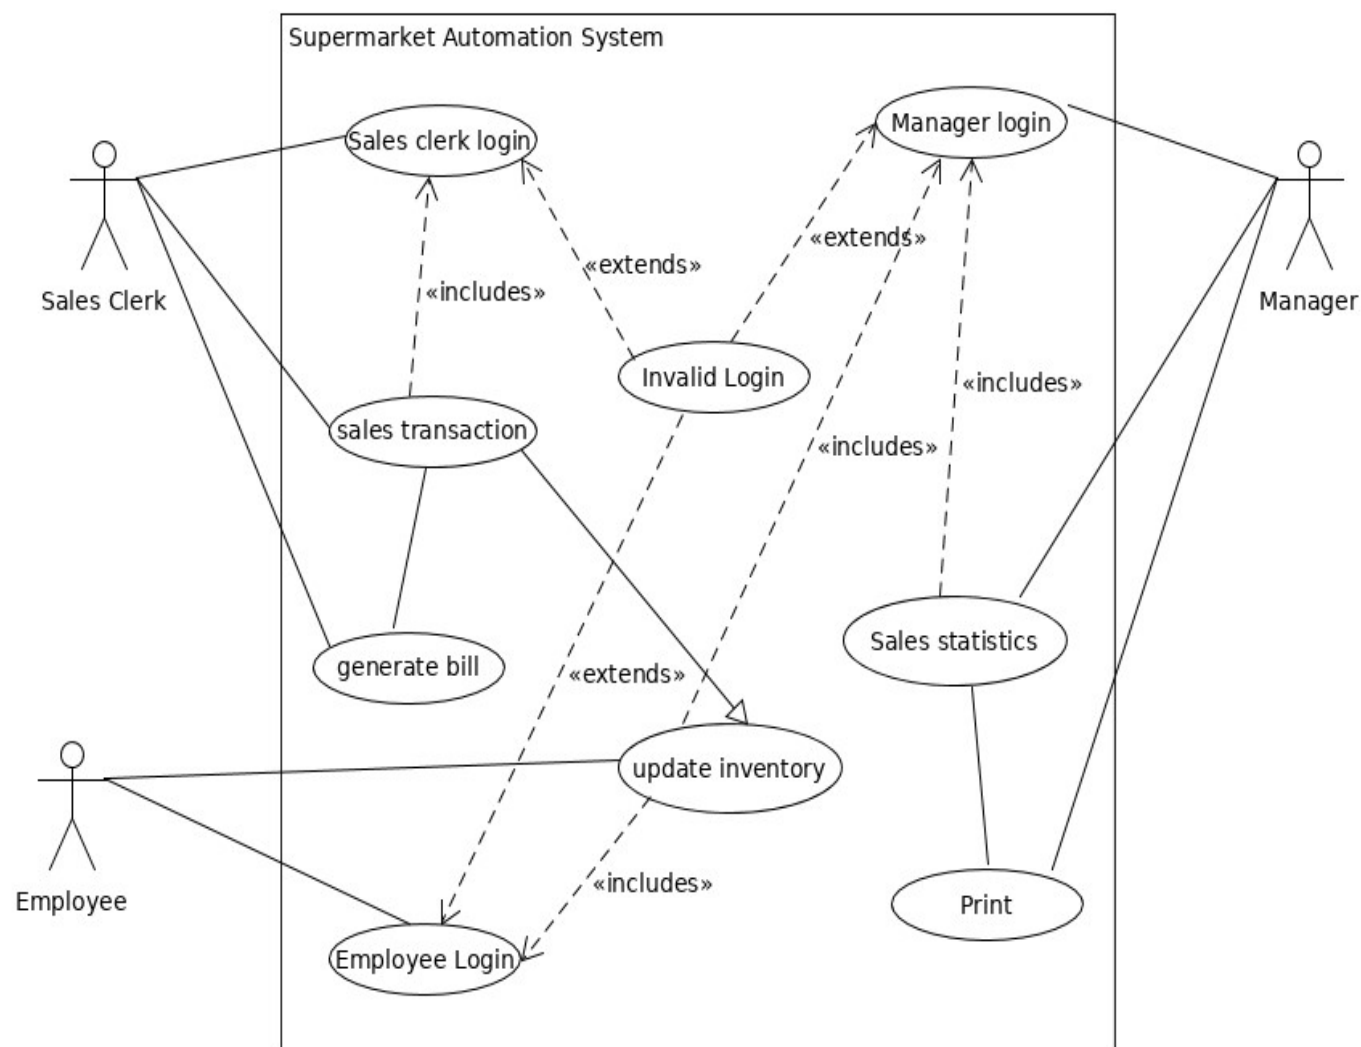 Supermarket Automation System
Sales clerk login
Manager login
«extends»
«extends»
«includes»
Sales Clerk
Manager
Invalid Login
«includes»
sales transaction
«includes»
Sales statistics
generate bill
«extends»
update inventory
«includes»
Employee
Print
Employee Login